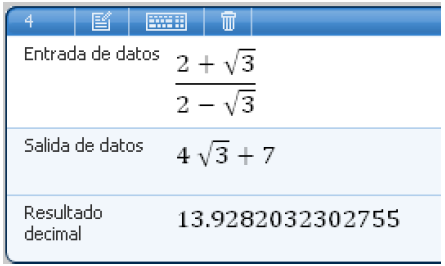 4
Entrada de datos
2 + √3
2 − √3
Salida de datos
4 √3 + 7
Resultado
decimal
13.9282032302755